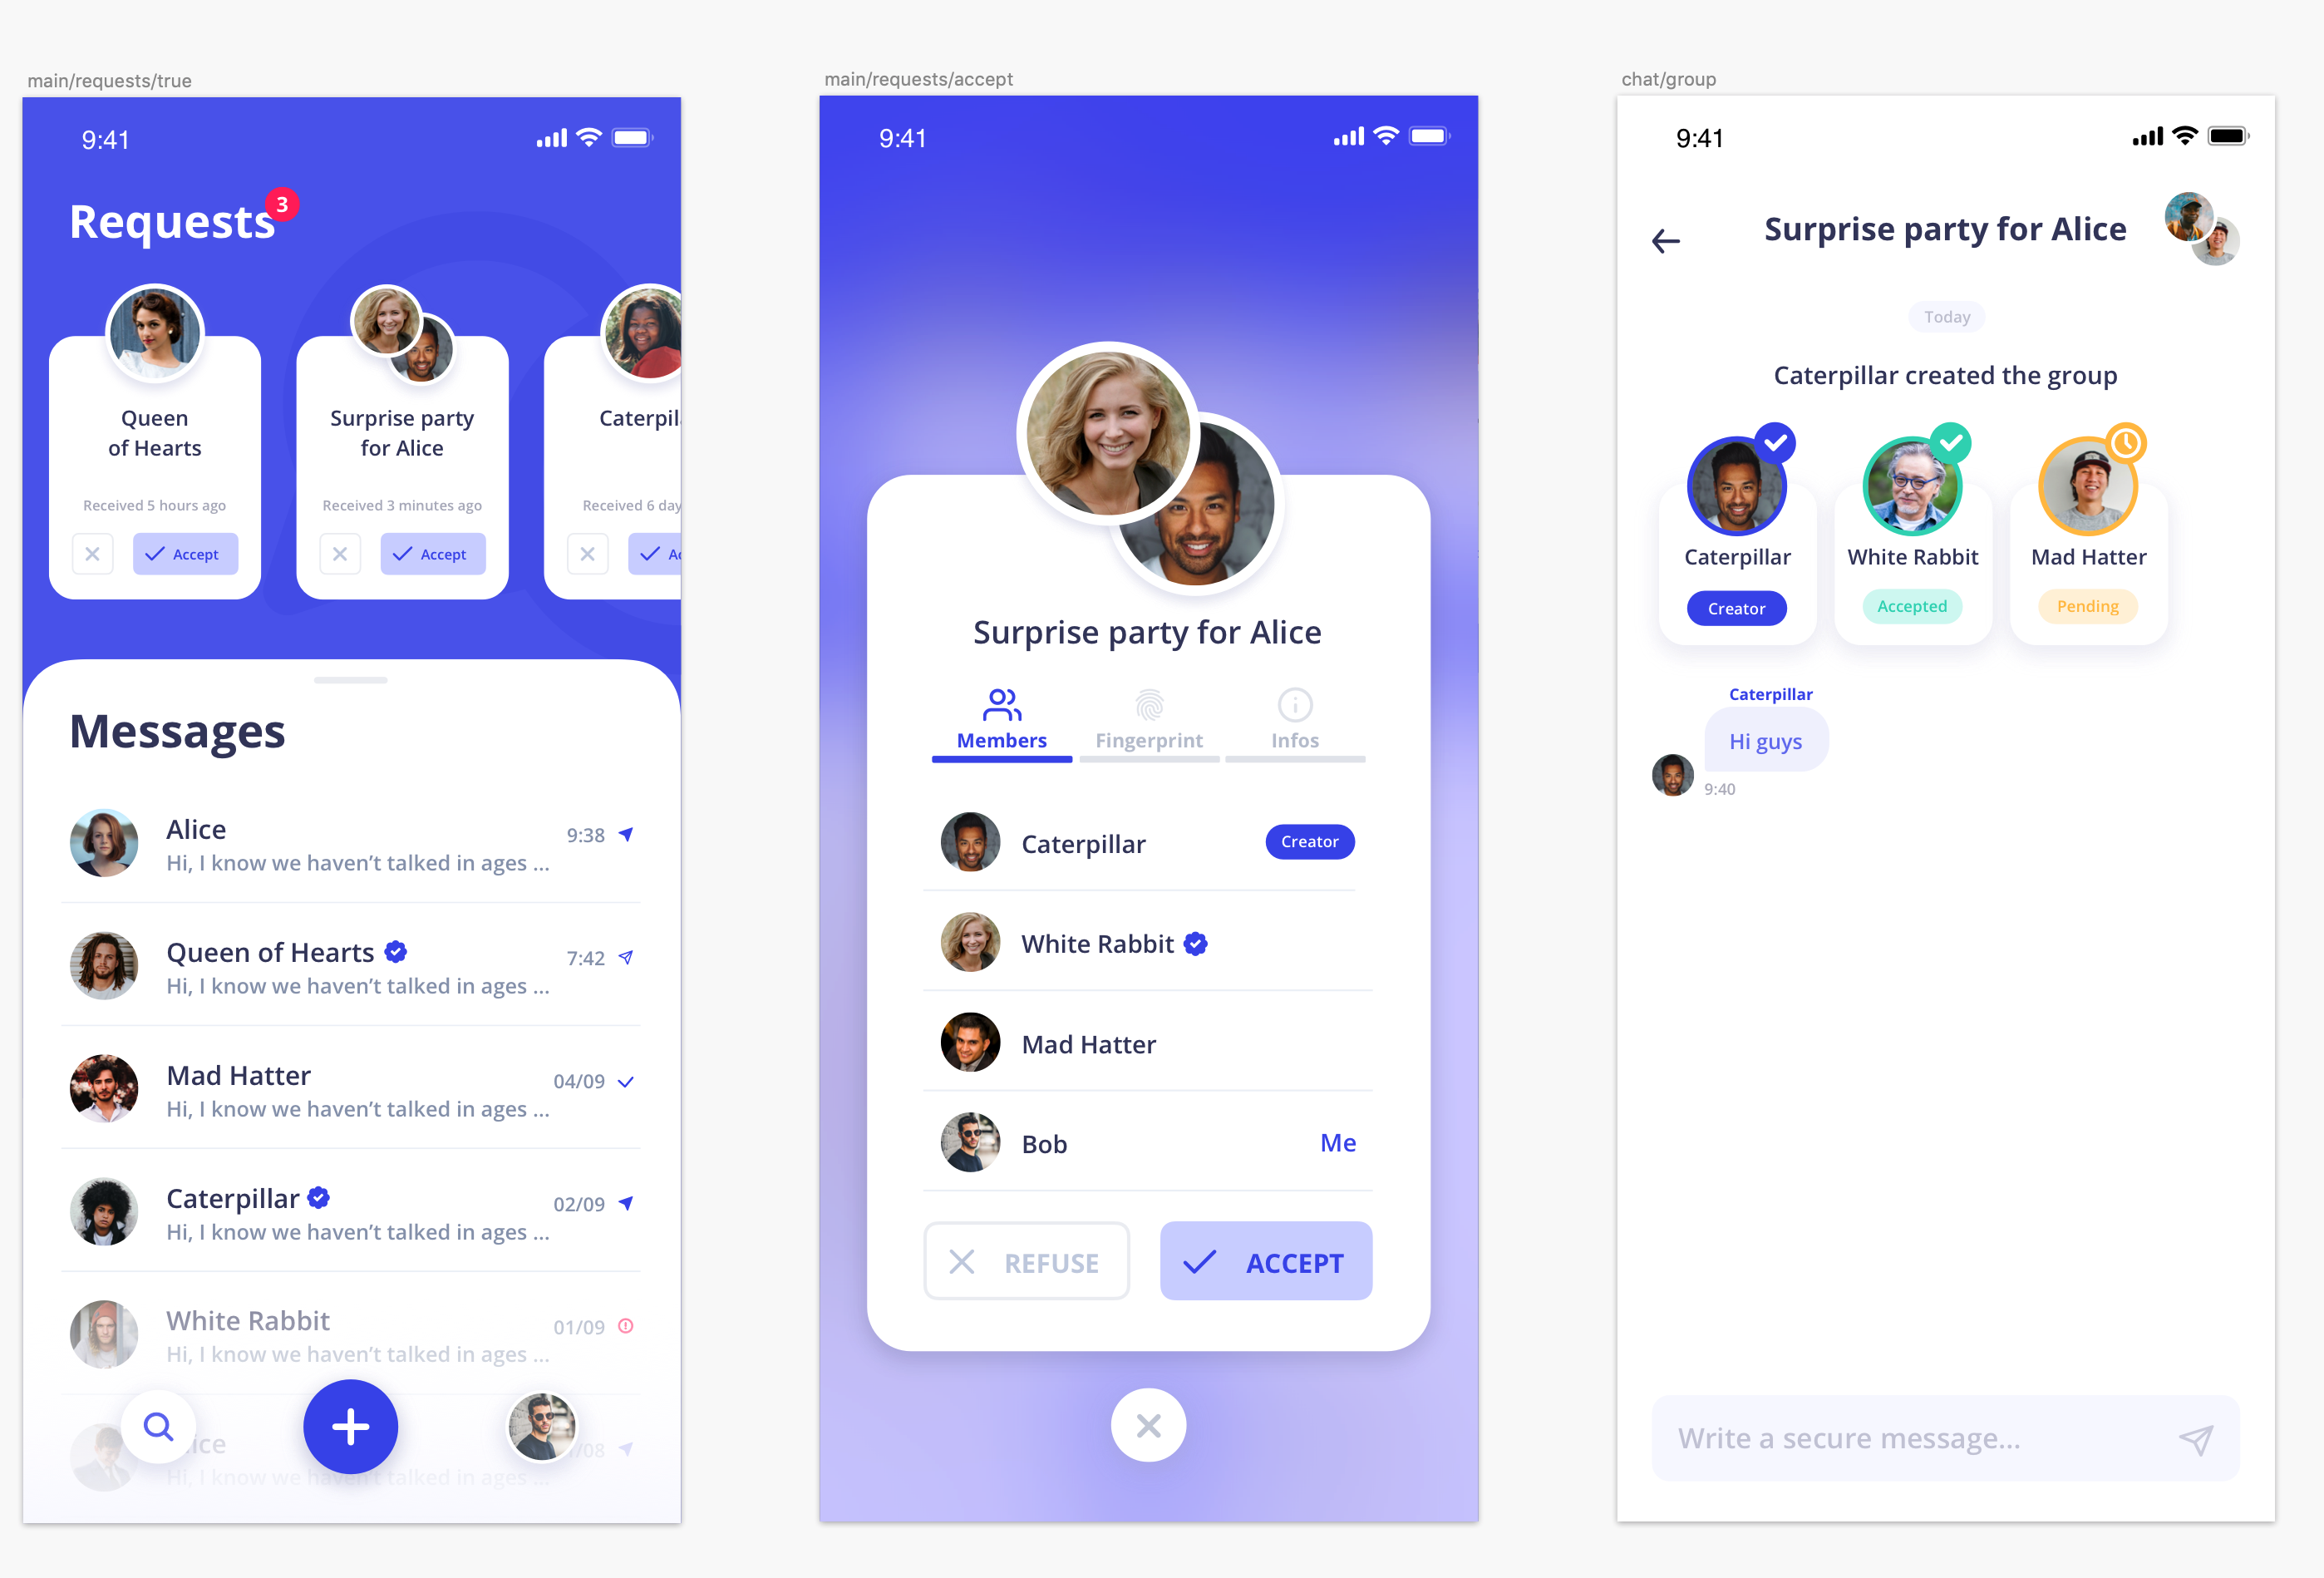 main/requests/true
9:41
Requests
3
Queen
of Hearts
Received 5 hours ago
Accept
Surprise party
for Alice
Received 3 minutes ago
Accept
Caterpil
Received 6 day
Ac
Messages
Alice
9:38
Hi, I know we haven’t talked in ages ...
Queen of Hearts
7:42
Hi, I know we haven’t talked in ages ...
Mad Hatter
04/09
Hi, I know we haven’t talked in ages ...
Caterpillar
02/09
Hi, I know we haven’t talked in ages ...
White Rabbit
01/09
Hi, I know we haven’t talked in ages ...
ice
/08
Hi, I know we haven’t talked in ages ...
main/requests/accept
9:41
Surprise party for Alice
Members
Fingerprint
Infos
Caterpillar
Creator
White Rabbit
Mad Hatter
Bob
Me
REFUSE
ACCEPT
chat/group
9:41
Surprise party for Alice
Today
Caterpillar created the group
Caterpillar
Creator
White Rabbit
Accepted
Mad Hatter
Pending
Caterpillar
Hi guys
9:40
Write a secure message...